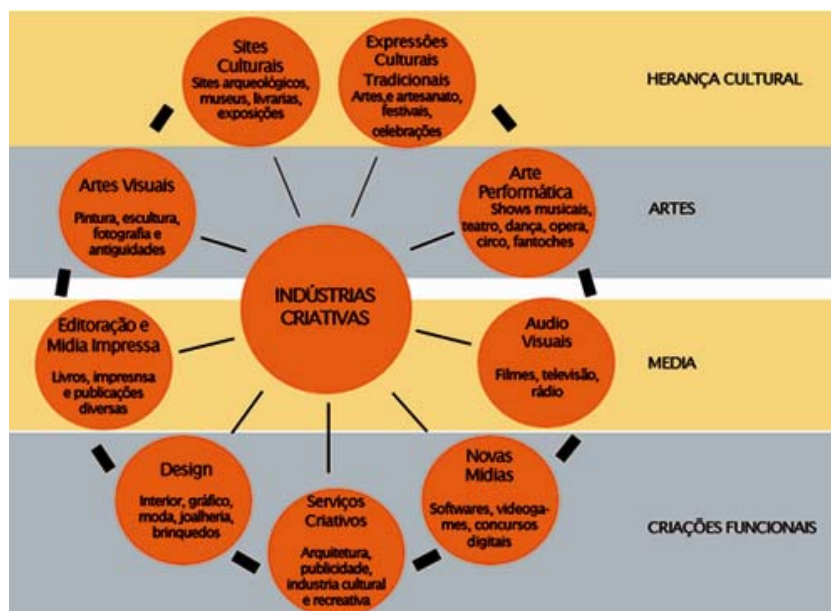 Sites
Culturais
Sites arqueológicos,
museus, livrarias,
exposições
Expressões
Culturais
Tradicionais
Artes,e artesanato,
festivais,
celebrações
HERANÇA CULTURAL
Artes Visuais
Pintura, escultura,
fotografia e
antiguidades
Arte
Performática
Shows musicais,
teatro, dança, opera,
circo, fantoches
ARTES
INDÚSTRIAS
CRIATIVAS
Editoração e
Midia Impressa
Livros, impresnsa
e publicações
diversas
Audio
Visuais
Filmes, televisão,
rádio
MEDIA
Design
Interior, gráfico,
moda, joalheria,
brinquedos
Serviços
Criativos
Arquitetura,
publicidade,
industria cultural
e recreativa
Novas
Midias
Softwares, videoga-
mes, concursos
digitais
CRIAÇÕES FUNCIONAIS